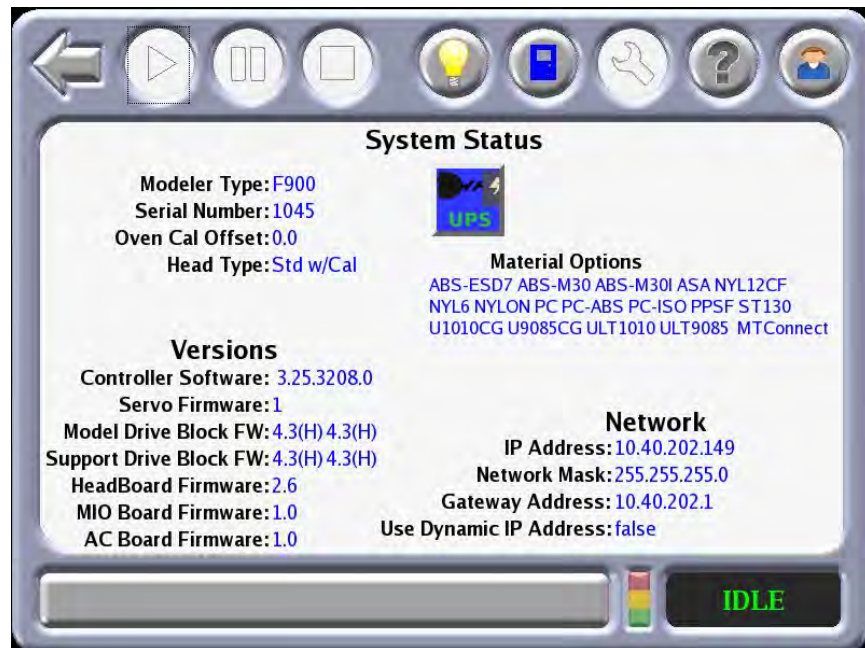 System Status
Modeler Type: F900
Serial Number: 1045
Oven Cal Offset: 0.0
Head Type: Std w/Cal
UPS
Material Options
ABS-ESD7 ABS-M30 ABS-M30I ASA NYL12CF
NYL6 NYLON PC PC-ABS PC-ISO PPSF ST130
U1010CG U9085CG ULT1010 ULT9085 MTConnect
Versions
Controller Software: 3.25.3208.0
Servo Firmware: 1
Model Drive Block FW: 4.3(H) 4.3(H)
Support Drive Block FW: 4.3(H) 4.3(H)
HeadBoard Firmware: 2.6
MIO Board Firmware: 1.0
AC Board Firmware: 1.0
Network
IP Address: 10.40.202.149
Network Mask: 255.255.255.0
Gateway Address: 10.40.202.1
Use Dynamic IP Address: false
IDLE